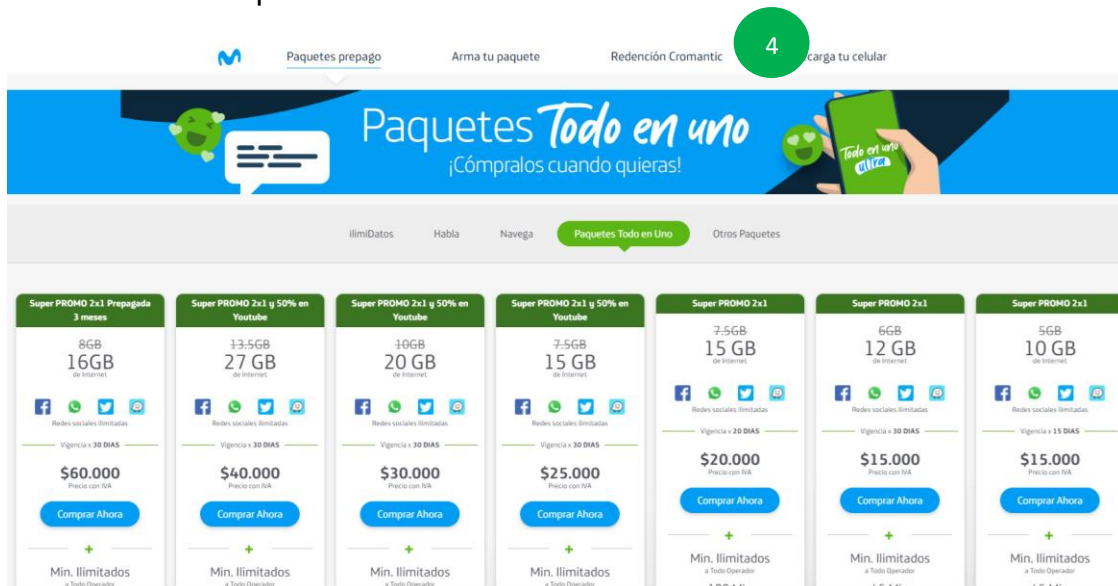 4
Paquetes prepago
Arma tu paquete
Redención Cromantic
carga tu celular
Paquetes Todo en uno
¡Cómpralos cuando quieras!
Todo en uno
ultra
ilimiDatos
Habla
Navega
Paquetes Todo en Uno
Otros Paquetes
Super PROMO 2x1 Prepagada
3 meses
8GB
16GB
de Internet
Redes sociales Ilimitadas
Vigencia x 30 DIAS
$60.000
Precio con IVA
Comprar Ahora
+
Min. Ilimitados
a Todo Operador
Super PROMO 2x1 y 50% en
Youtube
13.5GB
27 GB
de Internet
Redes sociales Ilimitadas
Vigencia x 30 DIAS
$40.000
Precio con IVA
Comprar Ahora
+
Min. Ilimitados
a Todo Operador
Super PROMO 2x1 y 50% en
Youtube
10GB
20 GB
de Internet
Redes sociales Ilimitadas
Vigencia x 30 DIAS
$30.000
Precio con IVA
Comprar Ahora
+
Min. Ilimitados
a Todo Operador
Super PROMO 2x1 y 50% en
Youtube
7.5GB
15 GB
de Internet
Redes sociales Ilimitadas
Vigencia x 30 DIAS
$25.000
Precio con IVA
Comprar Ahora
+
Min. Ilimitados
a Todo Operador
Super PROMO 2x1
7.5GB
15 GB
de Internet
Redes sociales Ilimitadas
Vigencia x 20 DIAS
$20.000
Precio con IVA
Comprar Ahora
+
Min. Ilimitados
a Todo Operador
Super PROMO 2x1
6GB
12 GB
de Internet
Redes sociales Ilimitadas
Vigencia x 30 DIAS
$15.000
Precio con IVA
Comprar Ahora
+
Min. Ilimitados
a Todo Operador
Super PROMO 2x1
5GB
10 GB
de Internet
Redes sociales Ilimitadas
Vigencia x 15 DIAS
$15.000
Precio con IVA
Comprar Ahora
+
Min. Ilimitados
a Todo Operador